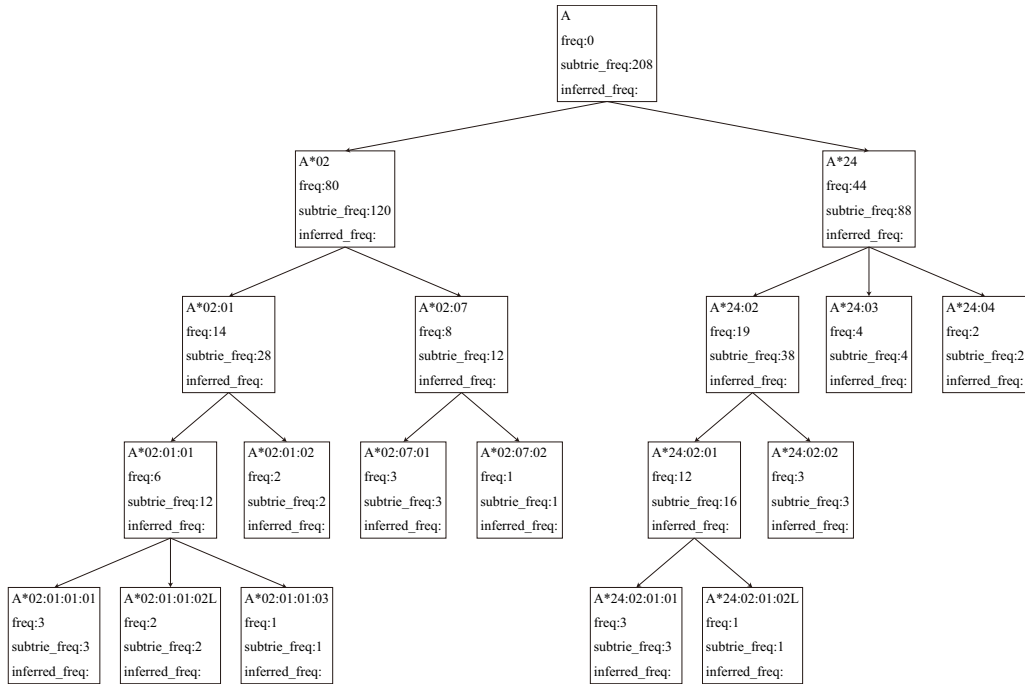 A
freq:0
subtrie_freq:208
inferred_freq:
A*02
freq:80
subtrie_freq:120
inferred_freq:
A*24
freq:44
subtrie_freq:88
inferred_freq:
A*02:01
freq:14
subtrie_freq:28
inferred_freq:
A*02:07
freq:8
subtrie_freq:12
inferred_freq:
A*24:02
freq:19
subtrie_freq:38
inferred_freq:
A*24:03
freq:4
subtrie_freq:4
inferred_freq:
A*24:04
freq:2
subtrie_freq:2
inferred_freq:
A*02:01:01
freq:6
subtrie_freq:12
inferred_freq:
A*02:01:02
freq:2
subtrie_freq:2
inferred_freq:
A*02:07:01
freq:3
subtrie_freq:3
inferred_freq:
A*02:07:02
freq:1
subtrie_freq:1
inferred_freq:
A*24:02:01
freq:12
subtrie_freq:16
inferred_freq:
A*24:02:02
freq:3
subtrie_freq:3
inferred_freq:
A*02:01:01:01
freq:3
subtrie_freq:3
inferred_freq:
A*02:01:01:02L
freq:2
subtrie_freq:2
inferred_freq:
A*02:01:01:03
freq:1
subtrie_freq:1
inferred_freq:
A*24:02:01:01
freq:3
subtrie_freq:3
inferred_freq:
A*24:02:01:02L
freq:1
subtrie_freq:1
inferred_freq: